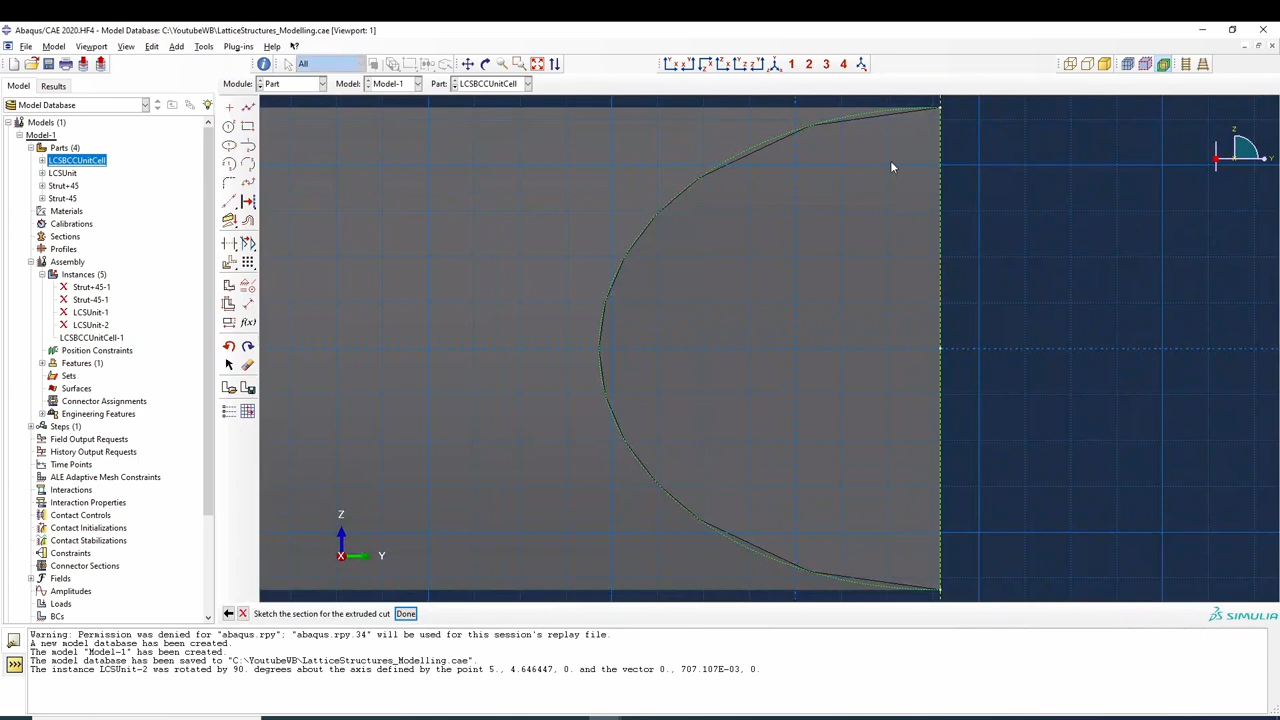 Abaqus/CAE 2020.HF4 - Model Database: C:\YoutubeWB\LatticeStructures_Modelling.cae [Viewport: 1]
File Model Viewport View Edit Add Tools Plug-ins Help
All
1 2 3 4
Model Results
Module: Part Model: Model-1 Part: LCSBCCUnitCell
Model Database
Models (1)
Model-1
Parts (4)
LCSBCCUnitCell
LCSUnit
Strut+45
Strut-45
Materials
Calibrations
Sections
Profiles
Assembly
Instances (5)
Strut+45-1
Strut-45-1
LCSUnit-1
LCSUnit-2
LCSBCCUnitCell-1
Position Constraints
Features (1)
Sets
Surfaces
Connector Assignments
Engineering Features
Steps (1)
Field Output Requests
History Output Requests
Time Points
ALE Adaptive Mesh Constraints
Interactions
Interaction Properties
Contact Controls
Contact Initializations
Contact Stabilizations
Constraints
Connector Sections
Fields
Amplitudes
Loads
BCs
f(x)
Z
Y
X
Z
Y
Sketch the section for the extruded cut Done
SIMULIA
Warning: Permission was denied for "abaqus.rpy"; "abaqus.rpy.34" will be used for this session's replay file.
A new model database has been created.
The model "Model-1" has been created.
The model database has been saved to "C:\YoutubeWB\LatticeStructures_Modelling.cae".
The instance LCSUnit-2 was rotated by 90. degrees about the axis defined by the point 5., 4.646447, 0. and the vector 0., 707.107E-03, 0.